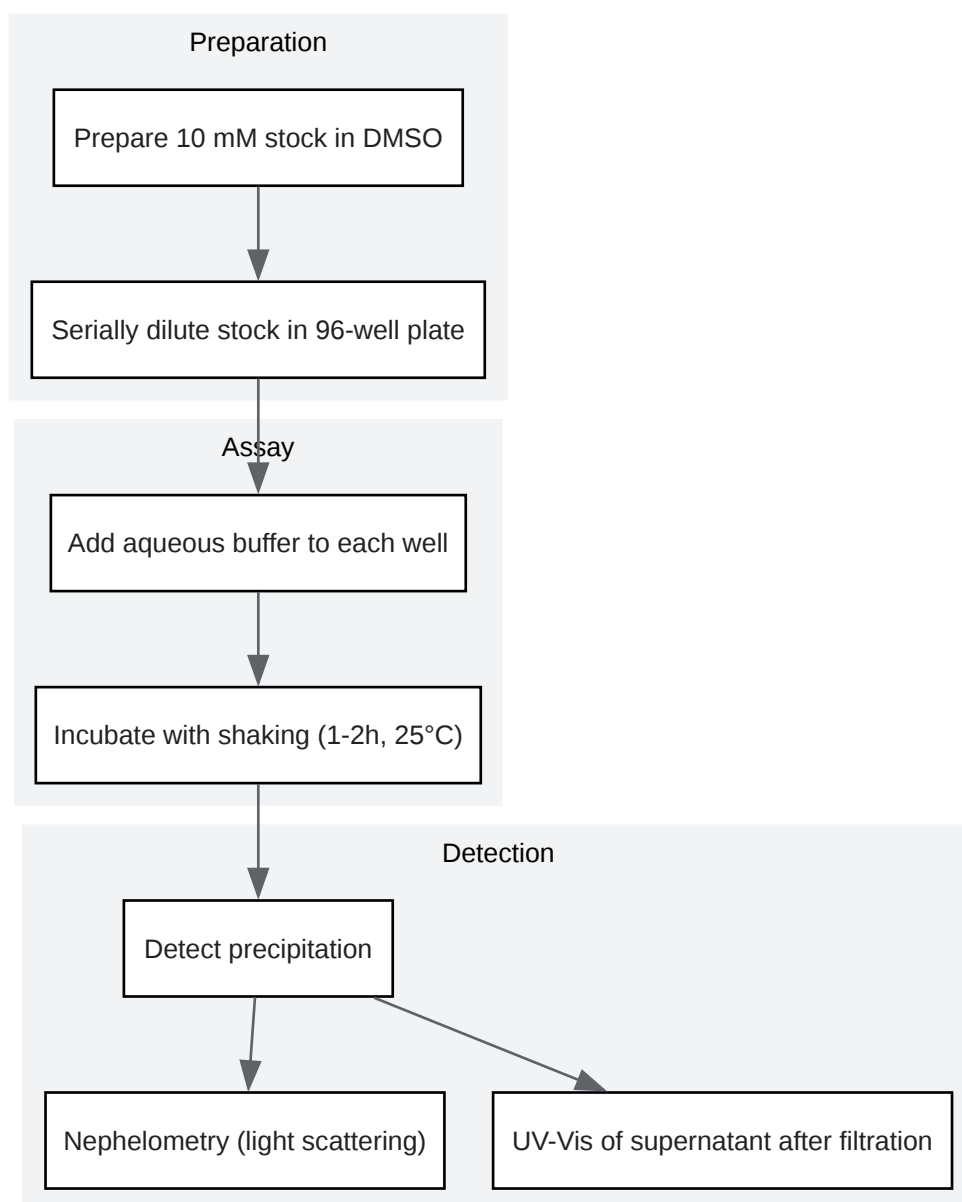 Preparation
Prepare 10 mM stock in DMSO
Serially dilute stock in 96-well plate
Assay
Add aqueous buffer to each well
Incubate with shaking (1-2h, 25°C)
Detection
Detect precipitation
Nephelometry (light scattering)
UV-Vis of supernatant after filtration